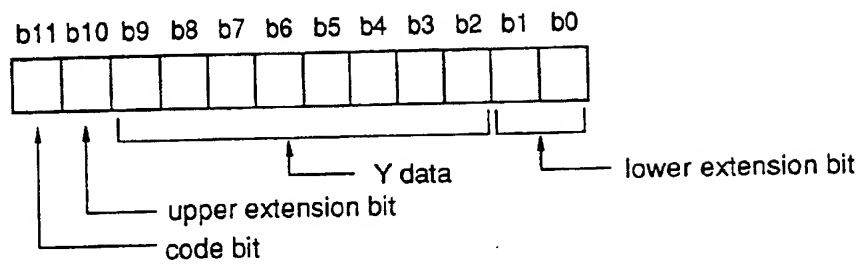 b11 b10 b9 b8 b7 b6 b5 b4 b3 b2 b1 b0
Y data
lower extension bit
upper extension bit
code bit